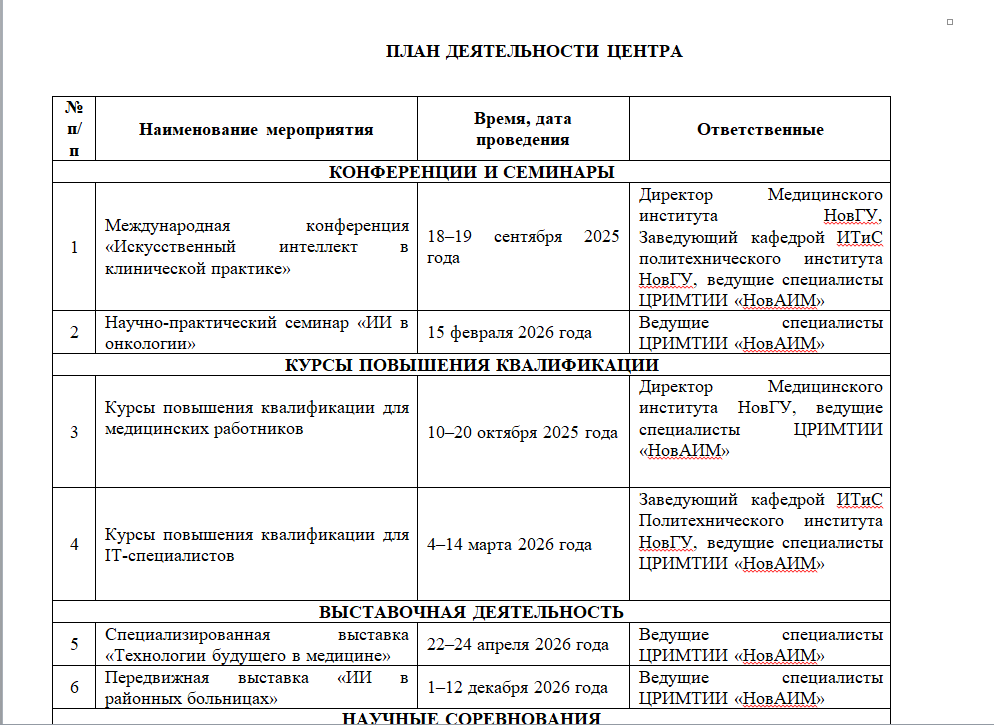 ПЛАН ДЕЯТЕЛЬНОСТИ ЦЕНТРА
№
п/
п
Наименование мероприятия
Время, дата
проведения
Ответственные
КОНФЕРЕНЦИИ И СЕМИНАРЫ
1
Международная конференция
«Искусственный интеллект в
клинической практике»
18–19 сентября 2025
года
Директор Медицинского
института НовГУ,
Заведующий кафедрой ИТиС
политехнического института
НовГУ, ведущие специалисты
ЦРИМТИИ «НовАИМ»
2
Научно-практический семинар «ИИ в
онкологии»
15 февраля 2026 года
Ведущие специалисты
ЦРИМТИИ «НовАИМ»
КУРСЫ ПОВЫШЕНИЯ КВАЛИФИКАЦИИ
3
Курсы повышения квалификации для
медицинских работников
10–20 октября 2025 года
Директор Медицинского
института НовГУ, ведущие
специалисты ЦРИМТИИ
«НовАИМ»
4
Курсы повышения квалификации для
IT-специалистов
4–14 марта 2026 года
Заведующий кафедрой ИТиС
Политехнического института
НовГУ, ведущие специалисты
ЦРИМТИИ «НовАИМ»
ВЫСТАВОЧНАЯ ДЕЯТЕЛЬНОСТЬ
5
Специализированная выставка
«Технологии будущего в медицине»
22–24 апреля 2026 года
Ведущие специалисты
ЦРИМТИИ «НовАИМ»
6
Передвижная выставка «ИИ в
районных больницах»
1–12 декабря 2026 года
Ведущие специалисты
ЦРИМТИИ «НовАИМ»
НАУЧНЫЕ СОРЕВНОВАНИЯ